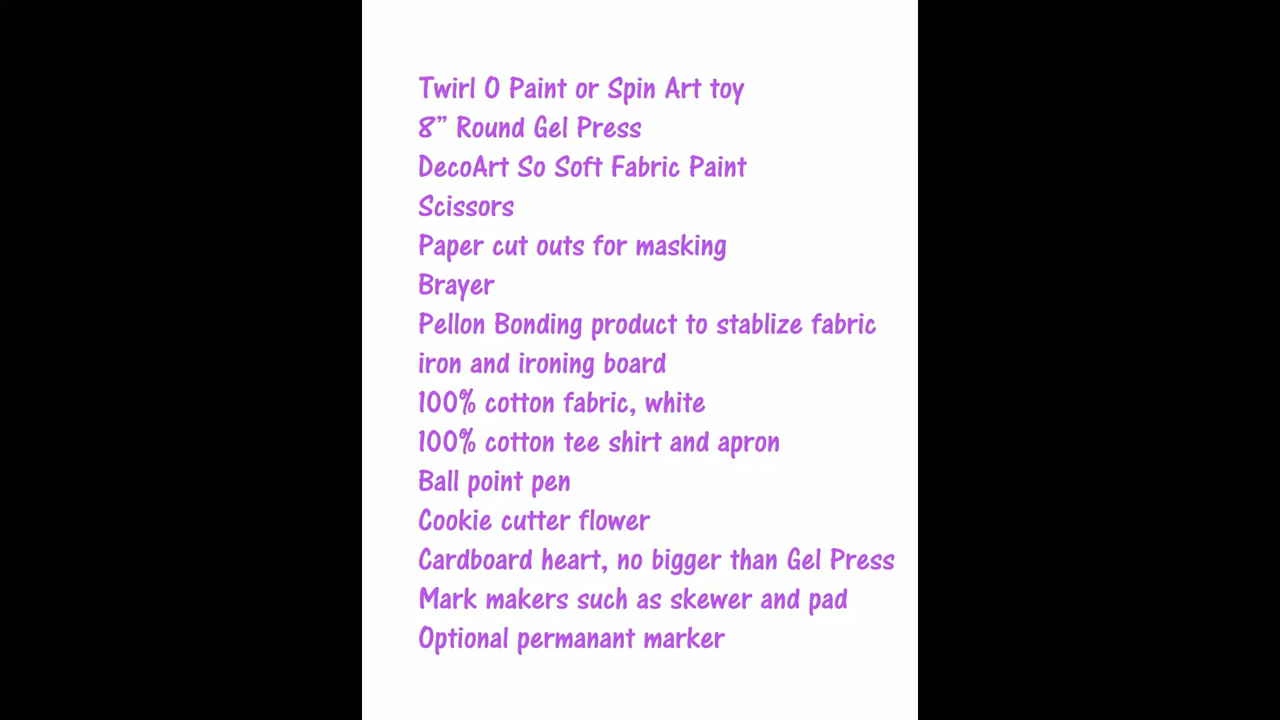 Twirl O Paint or Spin Art toy
8” Round Gel Press
DecoArt So Soft Fabric Paint
Scissors
Paper cut outs for masking
Brayer
Pellon Bonding product to stablize fabric
iron and ironing board
100% cotton fabric, white
100% cotton tee shirt and apron
Ball point pen
Cookie cutter flower
Cardboard heart, no bigger than Gel Press
Mark makers such as skewer and pad
Optional permanant marker